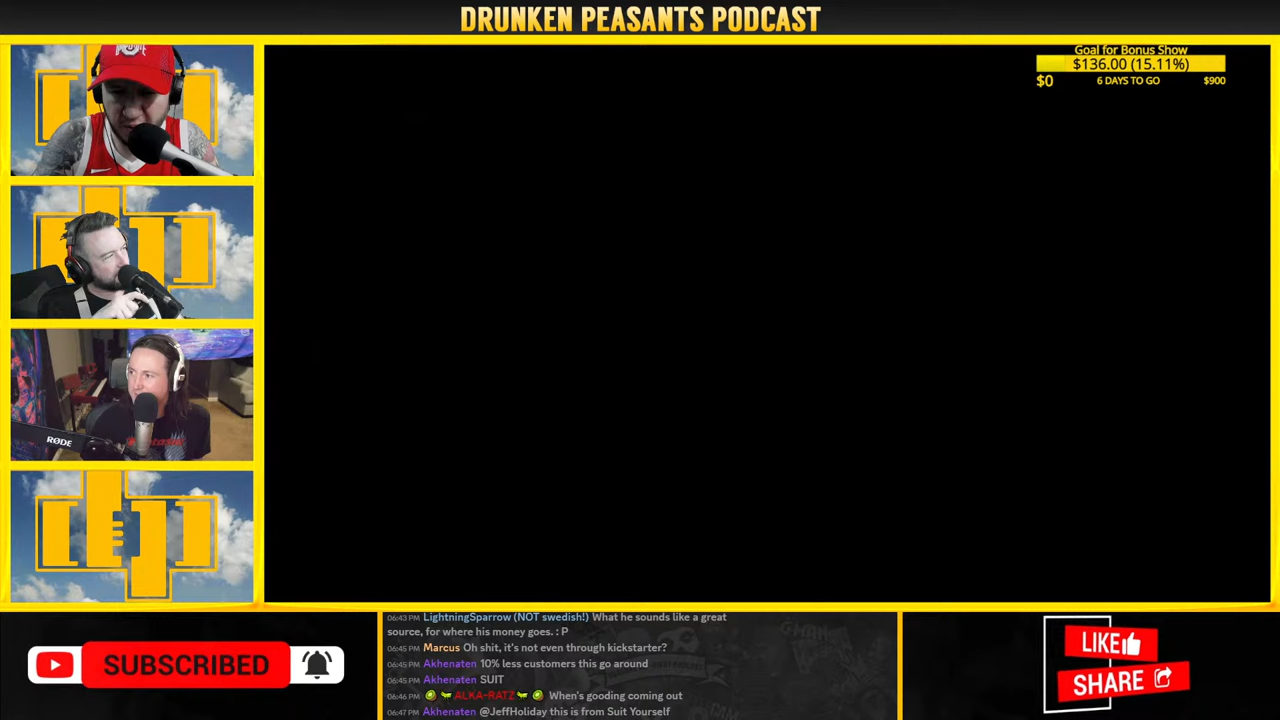 DRUNKEN PEASANTS PODCAST
Goal for Bonus Show
$136.00 (15.11%)
$0 6 DAYS TO GO $900
RØDE
06:43 PM LightningSparrow (NOT swedish!) What he sounds like a great
source, for where his money goes. : P
06:45 PM Marcus Oh shit, it's not even through kickstarter?
06:45 PM Akhenaten 10% less customers this go around
06:45 PM Akhenaten SUIT
06:46 PM ALKA-RATZ When's gooding coming out
06:47 PM Akhenaten @JeffHoliday this is from Suit Yourself
SUBSCRIBED
LIKE
SHARE